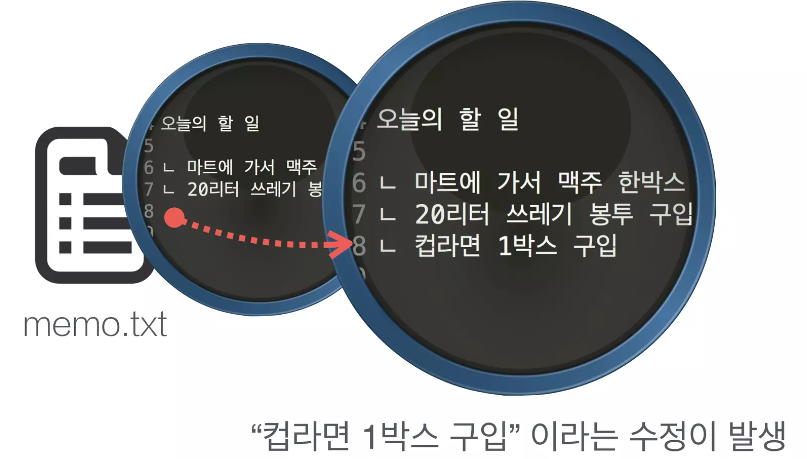 오늘의 할 일
5
6 ㄴ 마트에 가서 맥주
7 ㄴ 20리터 쓰레기 봉
8
오늘의 할 일
5
6 ㄴ 마트에 가서 맥주 한박스
7 ㄴ 20리터 쓰레기 봉투 구입
8 ㄴ 컵라면 1박스 구입
memo.txt
“컵라면 1박스 구입” 이라는 수정이 발생